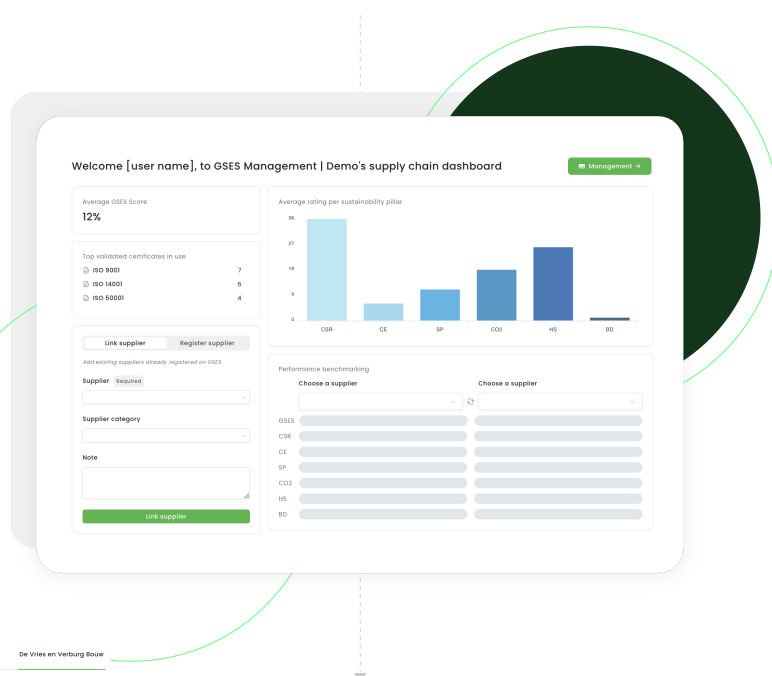 Welcome [user name], to GSES Management | Demo's supply chain dashboard
Management →
Average GSES Score
12%
Top validated certificates in use
ISO 9001 7
ISO 14001 6
ISO 50001 4
Link supplier Register supplier
Add existing suppliers already registered on GSES.
Supplier Required
Supplier category
Note
Link supplier
Average rating per sustainability pillar
36
27
18
9
0
CSR CE SP CO2 HS BD
Performance benchmarking
Choose a supplier Choose a supplier
GSES
CSR
CE
SP
CO2
HS
BD
De Vries en Verburg Bouw